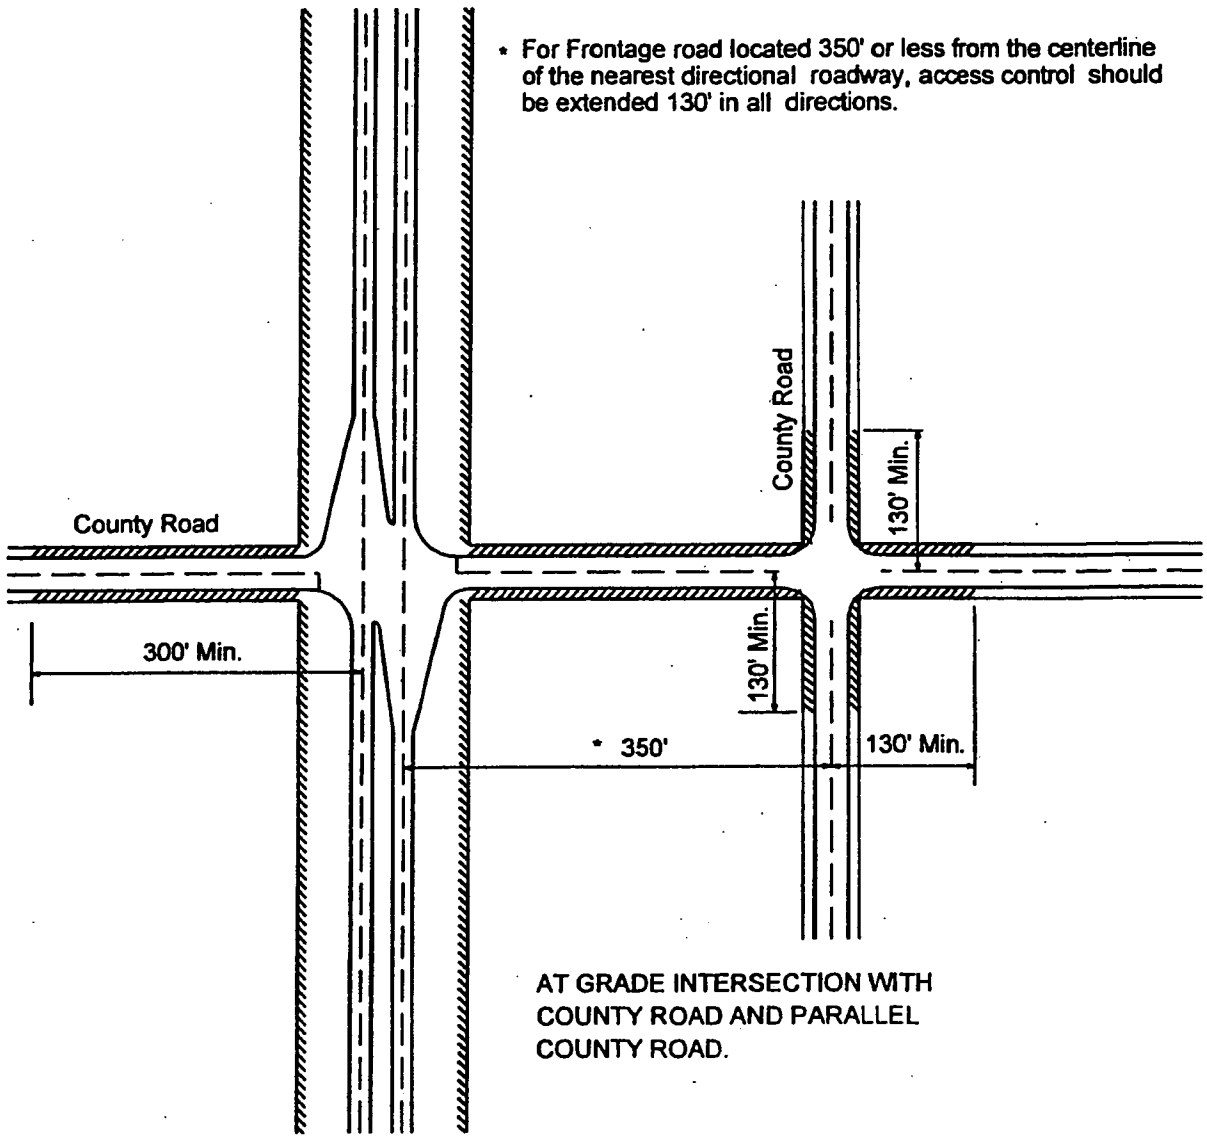 * For Frontage road located 350' or less from the centerline
of the nearest directional roadway, access control should
be extended 130' in all directions.
County Road
County Road
130' Min.
300' Min.
130' Min.
* 350'
130' Min.
AT GRADE INTERSECTION WITH
COUNTY ROAD AND PARALLEL
COUNTY ROAD.